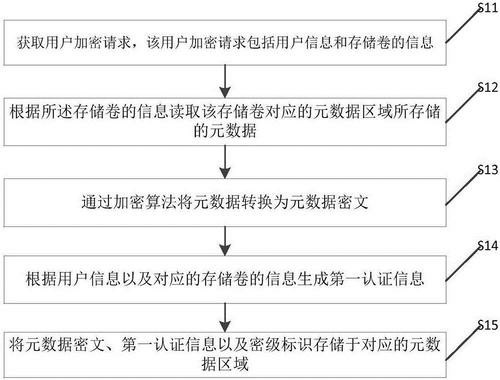 S11
获取用户加密请求，该用户加密请求包括用户信息和存储卷的信息
S12
根据所述存储卷的信息读取该存储卷对应的元数据区域所存储
的元数据
S13
通过加密算法将元数据转换为元数据密文
S14
根据用户信息以及对应的存储卷的信息生成第一认证信息
S15
将元数据密文、第一认证信息以及密级标识存储于对应的元数
据区域